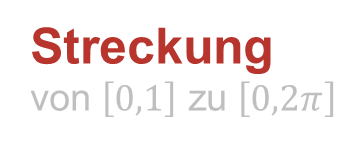 Streckung
von [0,1] zu [0,2π]